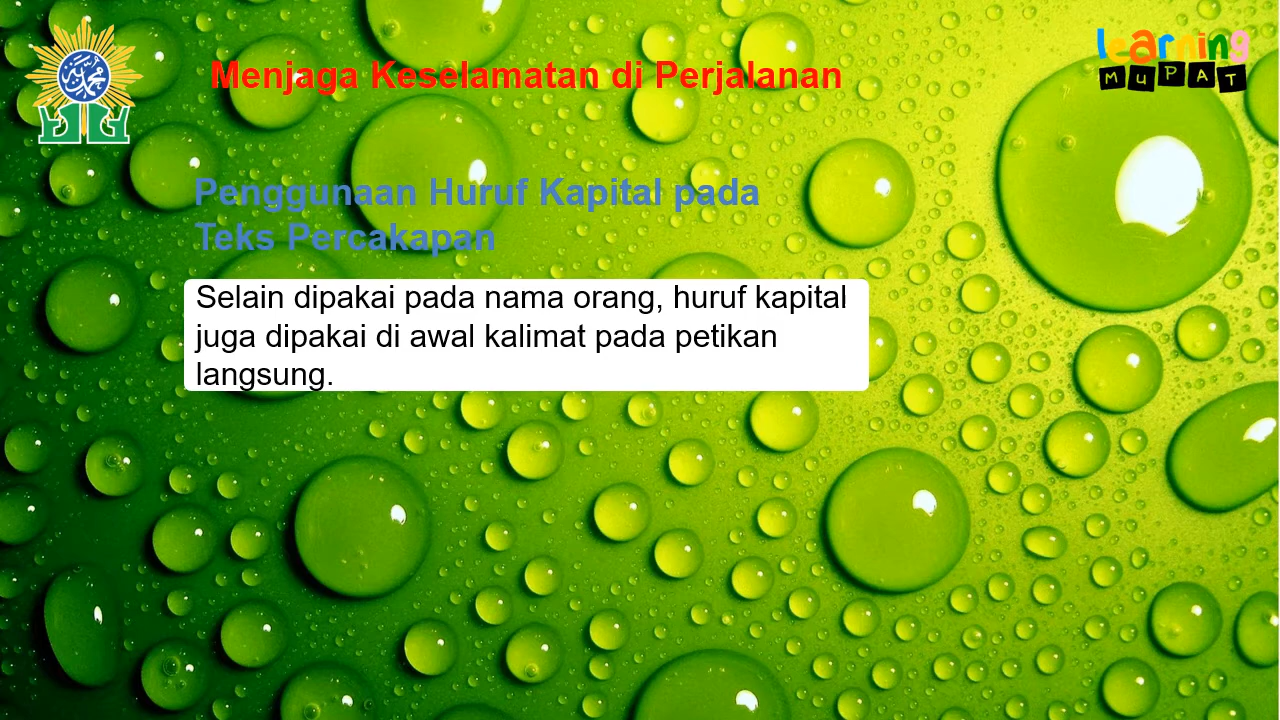 learning
MUPAT
Menjaga Keselamatan di Perjalanan
Penggunaan Huruf Kapital pada
Teks Percakapan
Selain dipakai pada nama orang, huruf kapital
juga dipakai di awal kalimat pada petikan
langsung.